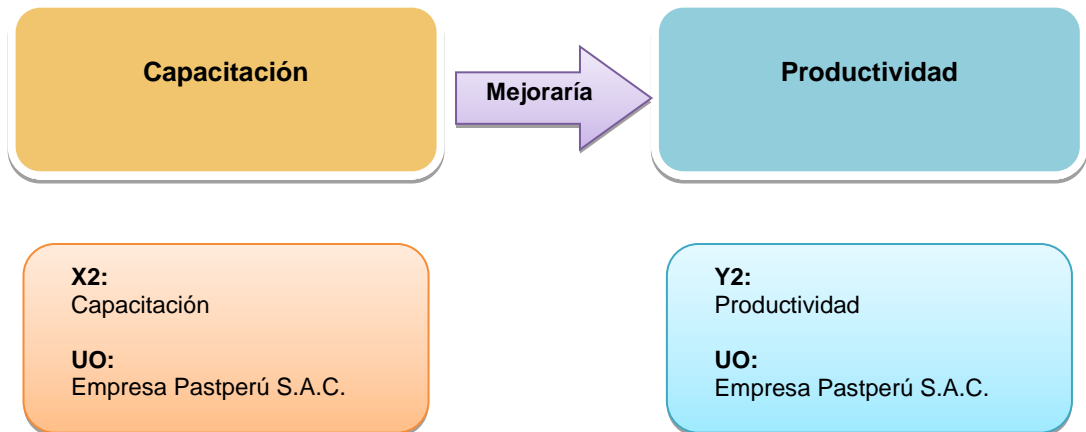 Capacitación
Mejoraría
Productividad
X2:
Capacitación
UO:
Empresa Pastperú S.A.C.
Y2:
Productividad
UO:
Empresa Pastperú S.A.C.